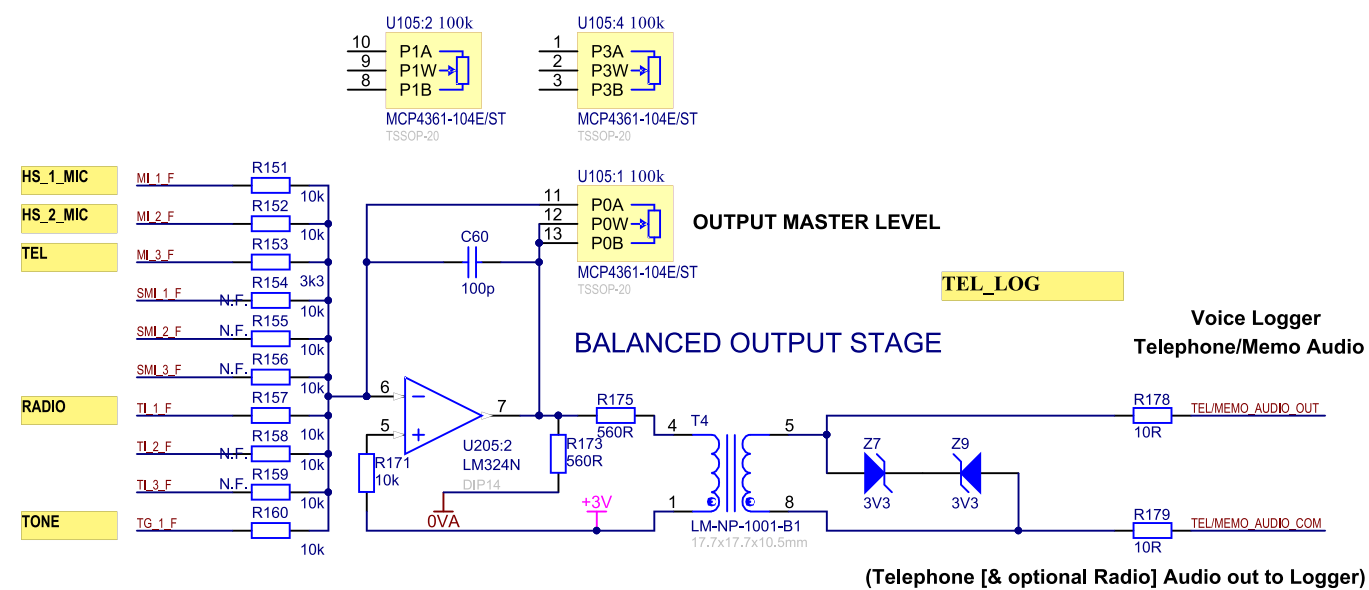 U105:2 100k
10 P1A
9 P1W
8 P1B
MCP4361-104E/ST
TSSOP-20
U105:4 100k
1 P3A
2 P3W
3 P3B
MCP4361-104E/ST
TSSOP-20
HS_1_MIC MI_1_F R151 10k
HS_2_MIC MI_2_F R152 10k
TEL MI_3_F R153 3k3
SMI_1_F N.F. R154 10k
SMI_2_F N.F. R155 10k
SMI_3_F N.F. R156 10k
RADIO TI_1_F R157 10k
TI_2_F N.F. R158 10k
TI_3_F N.F. R159 10k
TONE TG_1_F R160 10k
U105:1 100k
11 P0A
12 P0W
13 P0B
MCP4361-104E/ST
TSSOP-20
OUTPUT MASTER LEVEL
C60
100p
TEL_LOG
BALANCED OUTPUT STAGE
Voice Logger
Telephone/Memo Audio
6
5
7
U205:2
LM324N
DIP14
R171
10k
R175
560R
R173
560R
0VA
+3V
T4
4
1
5
8
LM-NP-1001-B1
17.7x17.7x10.5mm
Z7
3V3
Z9
3V3
R178
10R
TEL/MEMO_AUDIO_OUT
R179
10R
TEL/MEMO_AUDIO_COM
(Telephone [& optional Radio] Audio out to Logger)